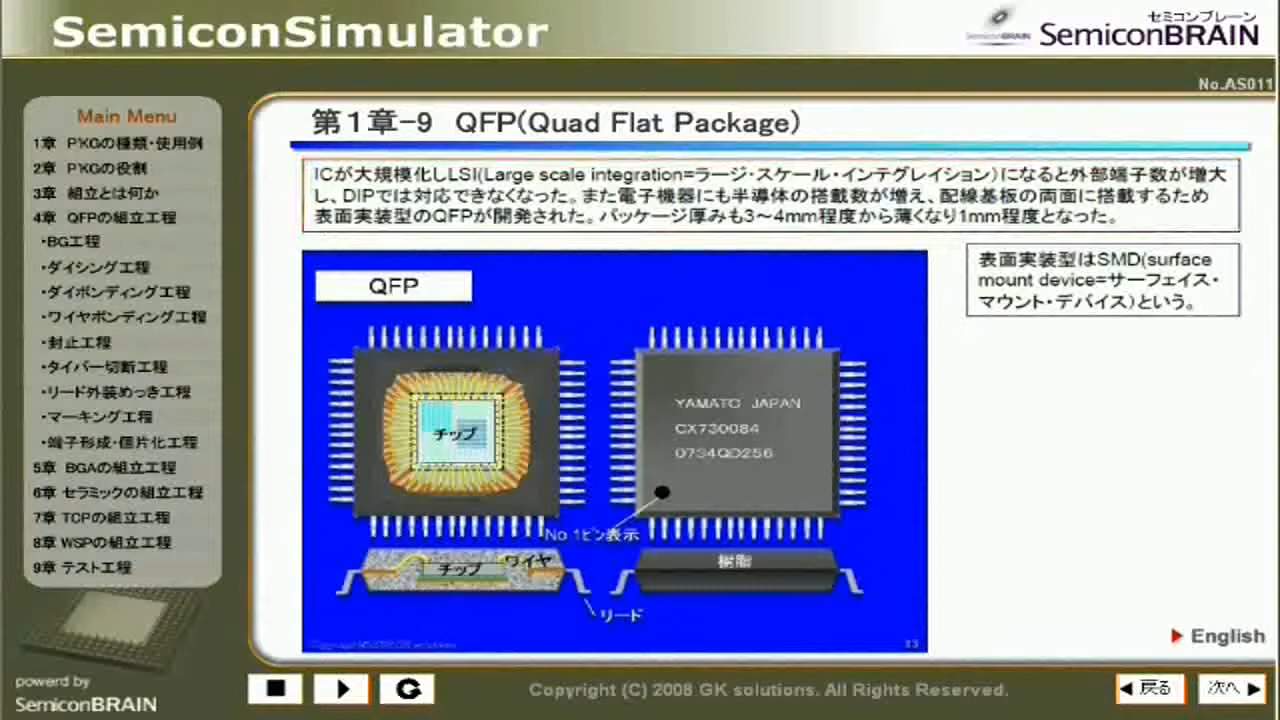 SemiconSimulator
セミコンブレーン
SemiconBRAIN
No.AS011
Main Menu
1章 PKGの種類・使用例
2章 PKGの役割
3章 組立とは何か
4章 QFPの組立工程
・BG工程
・ダイシング工程
・ダイボンディング工程
・ワイヤボンディング工程
・封止工程
・タイバー切断工程
・リード外装めっき工程
・マーキング工程
・端子形成・個片化工程
5章 BGAの組立工程
6章 セラミックの組立工程
7章 TCPの組立工程
8章 WSPの組立工程
9章 テスト工程
powerd by
SemiconBRAIN
第1章-9 QFP(Quad Flat Package)
ICが大規模化しLSI(Large scale integration=ラージ・スケール・インテグレイション)になると外部端子数が増大
し、DIPでは対応できなくなった。また電子機器にも半導体の搭載数が増え、配線基板の両面に搭載するため
表面実装型のQFPが開発された。パッケージ厚みも3～4mm程度から薄くなり1mm程度となった。
表面実装型はSMD(surface
mount device=サーフェイス・
マウント・デバイス)という。
QFP
チップ
YAMATO JAPAN
CX730084
0734QD256
No 1ピン表示
チップ
ワイヤ
樹脂
リード
33
English
Copyright (C) 2008 GK solutions. All Rights Reserved.
戻る
次へ